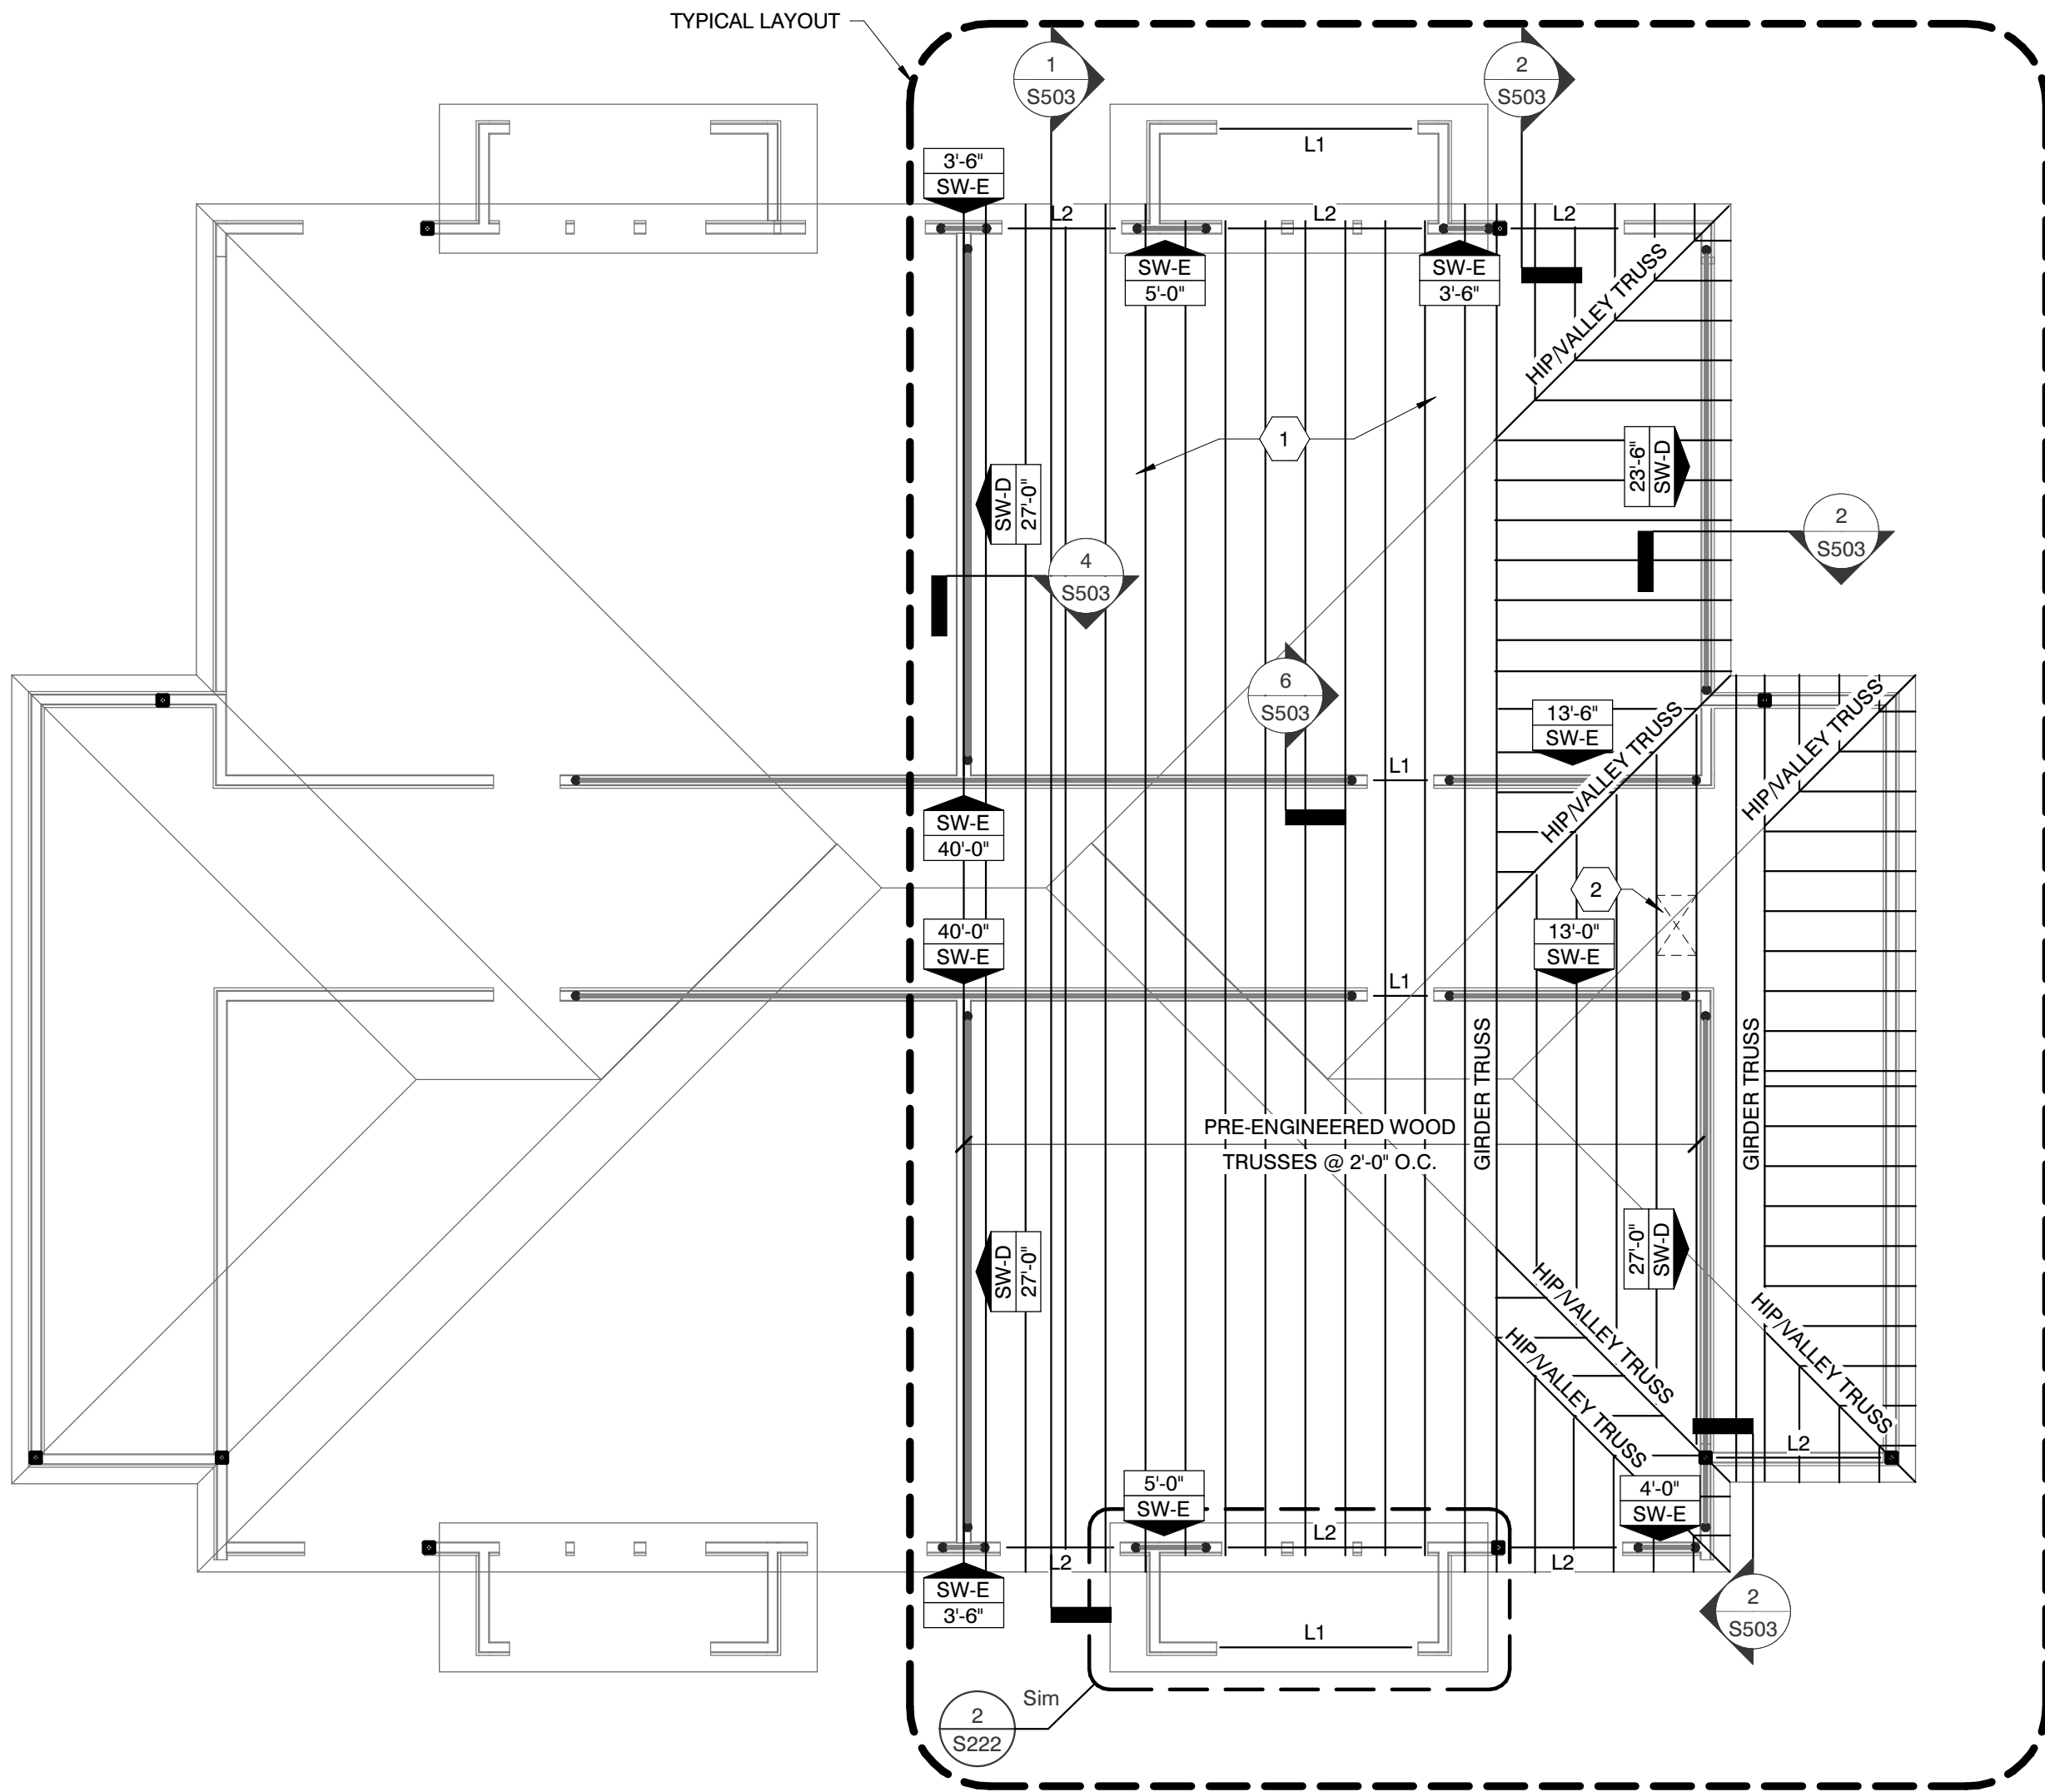 TYPICAL LAYOUT
1
S503
2
S503
L1
3'-6"
SW-E
L2
L2
L2
SW-E
5'-0"
SW-E
3'-6"
HIP/VALLEY TRUSS
1
23'-6"
SW-D
SW-D
27'-0"
2
S503
4
S503
6
S503
13'-6"
SW-E
HIP/VALLEY TRUSS
HIP/VALLEY TRUSS
L1
SW-E
40'-0"
2
40'-0"
SW-E
13'-0"
SW-E
L1
GIRDER TRUSS
GIRDER TRUSS
PRE-ENGINEERED WOOD
TRUSSES @ 2'-0" O.C.
SW-D
27'-0"
27'-0"
SW-D
HIP/VALLEY TRUSS
HIP/VALLEY TRUSS
HIP/VALLEY TRUSS
L2
5'-0"
SW-E
4'-0"
SW-E
L2
L2
L2
SW-E
3'-6"
L1
2
S503
Sim
2
S222